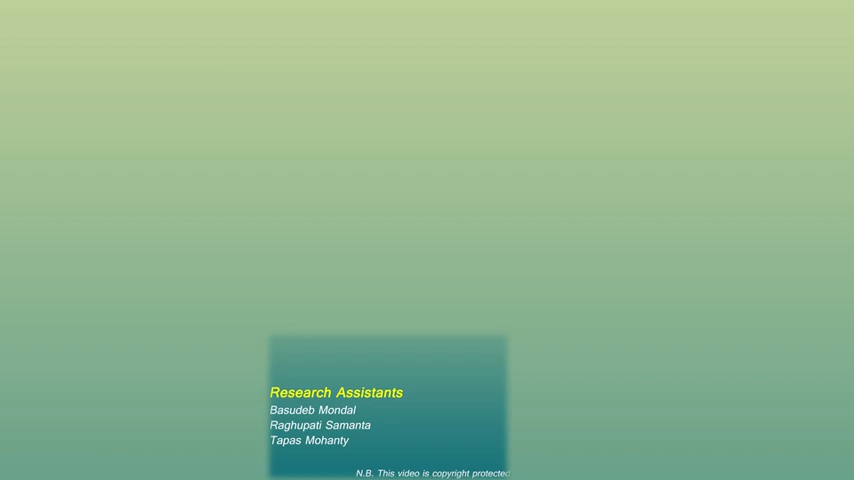 Research Assistants
Basudeb Mondal
Raghupati Samanta
Tapas Mohanty
N.B. This video is copyright protected